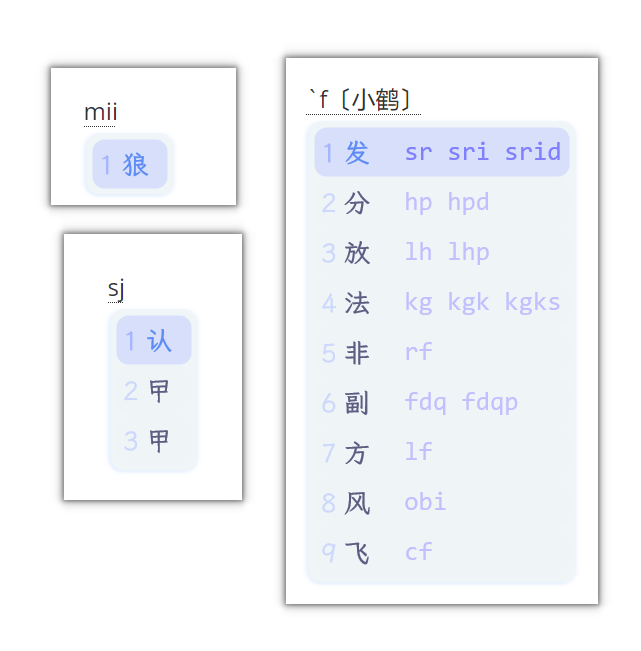 mii
1 狼
sj
1 认
2 甲
3 曱
`f〔小鹤〕
1 发 sr sri srid
2 分 hp hpd
3 放 lh lhp
4 法 kg kgk kgks
5 非 rf
6 副 fdq fdqp
7 方 lf
8 风 obi
9 飞 cf